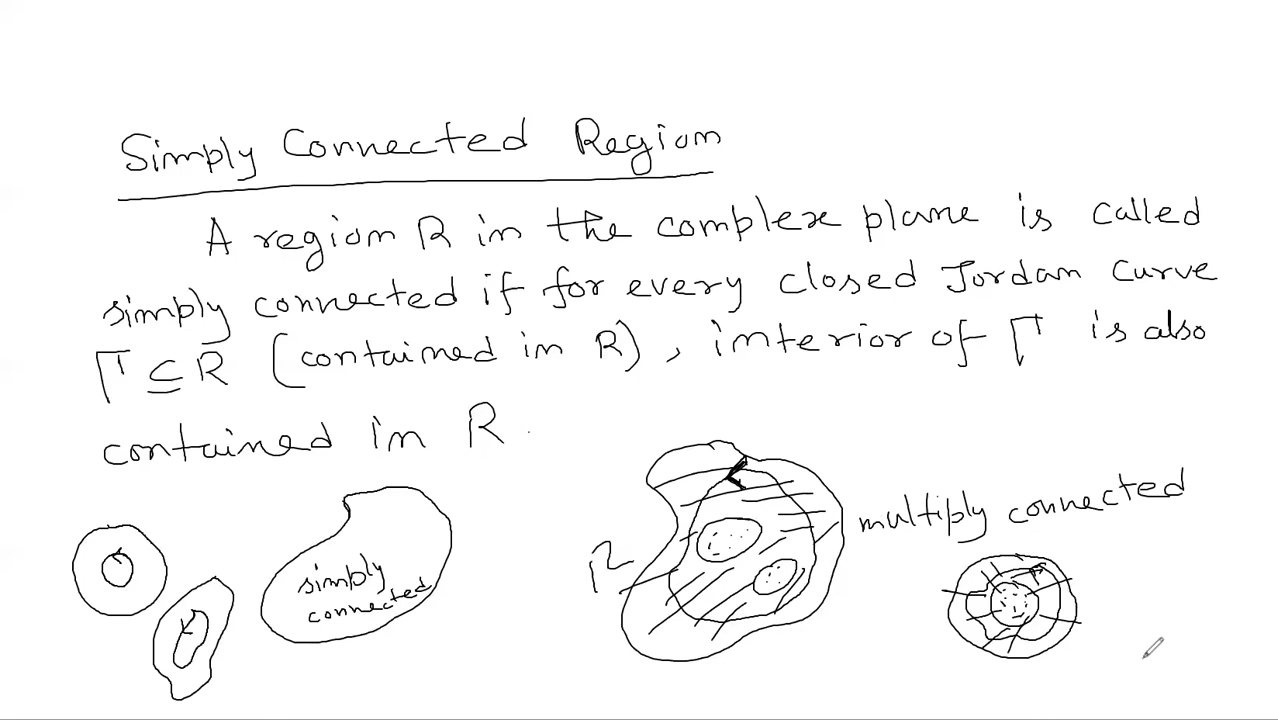 Simply Connected Region
A region R in the complex plane is called
simply connected if for every closed Jordan curve
Γ ⊆ R (contained in R), interior of Γ is also
contained in R.
multiply connected
simply
connected